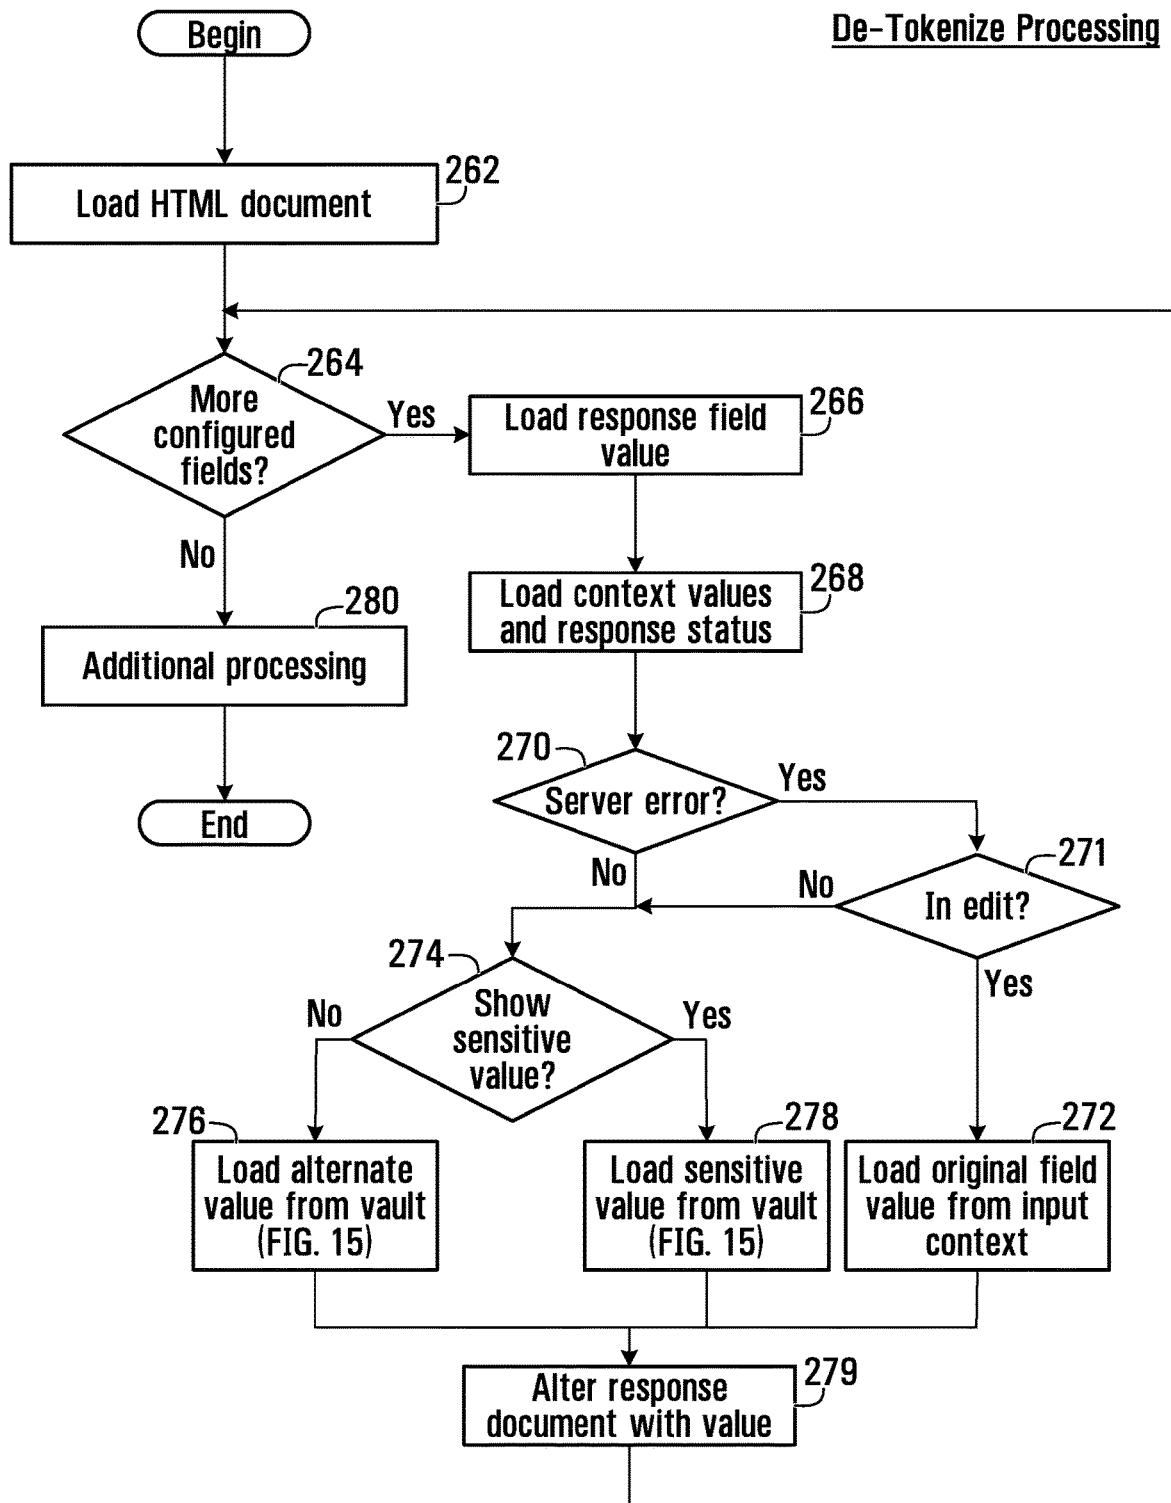 Begin
De-Tokenize Processing
262
Load HTML document
264
More
configured
fields?
Yes
Load response field
value
266
No
268
Load context values
and response status
280
Additional processing
270
Server error?
Yes
End
No
271
In edit?
No
Yes
274
Show
sensitive
value?
No
Yes
276
Load alternate
value from vault
(FIG. 15)
278
Load sensitive
value from vault
(FIG. 15)
272
Load original field
value from input
context
279
Alter response
document with value